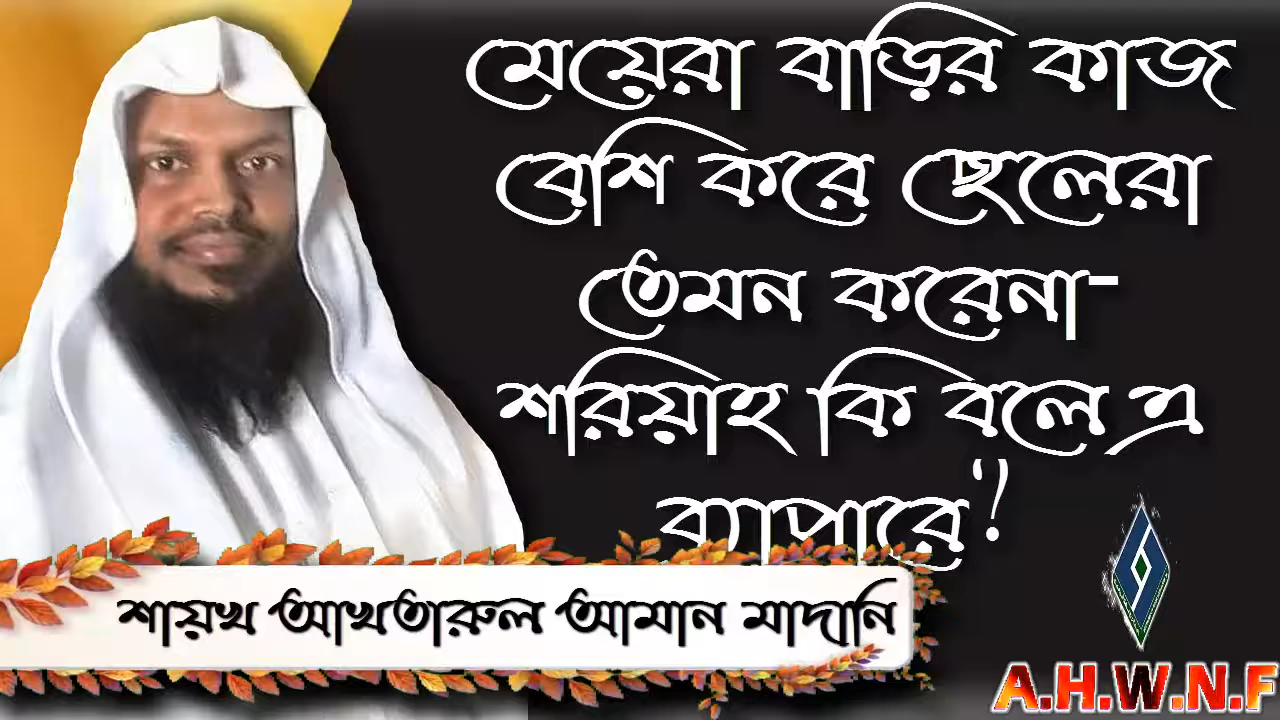 মেয়েরা বাড়ির কাজ
বেশি করে ছেলেরা
তেমন করেনা-
শরিয়াহ কি বলে এ
ব্যাপারে?
শায়খ আখতারুল আমান মাদানি
A.H.W.N.F